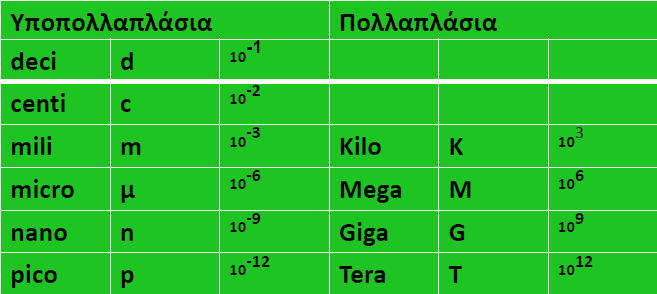 Υποπολλαπλάσια Πολλαπλάσια
deci d 10⁻¹
centi c 10⁻²
mili m 10⁻³ Kilo K 10³
micro μ 10⁻⁶ Mega M 10⁶
nano n 10⁻⁹ Giga G 10⁹
pico p 10⁻¹² Tera T 10¹²